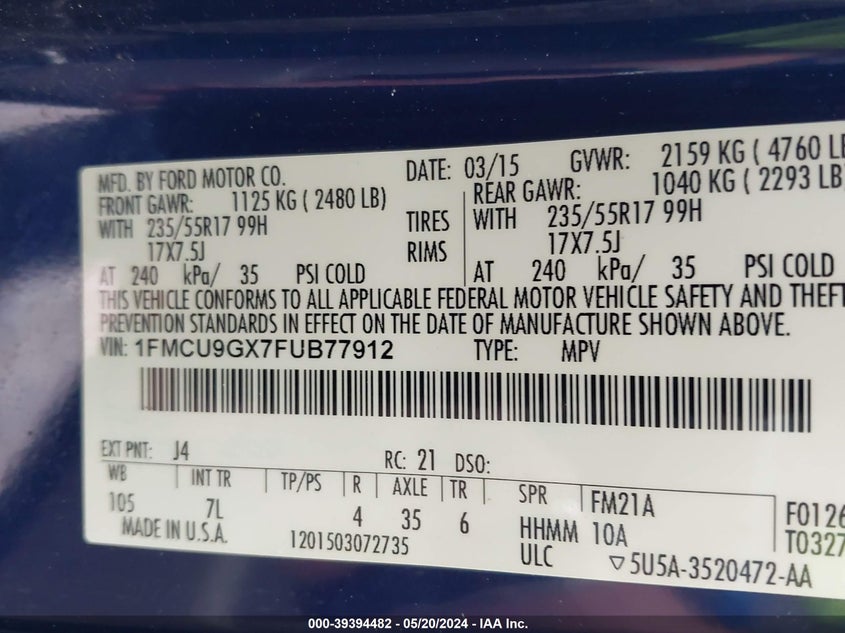 MFD. BY FORD MOTOR CO. DATE: 03/15 GVWR: 2159 KG ( 4760 LB
FRONT GAWR: 1125 KG ( 2480 LB) REAR GAWR: 1040 KG ( 2293 LB)
WITH 235/55R17 99H TIRES WITH 235/55R17 99H
17X7.5J RIMS 17X7.5J
AT 240 kPa/ 35 PSI COLD AT 240 kPa/ 35 PSI COLD
THIS VEHICLE CONFORMS TO ALL APPLICABLE FEDERAL MOTOR VEHICLE SAFETY AND THEFT
PREVENTION STANDARDS IN EFFECT ON THE DATE OF MANUFACTURE SHOWN ABOVE.
VIN: 1FMCU9GX7FUB77912 TYPE: MPV
EXT PNT: J4 RC: 21 DSO:
WB INT TR TP/PS R AXLE TR SPR FM21A F0126
105 7L 4 35 6 HHMM 10A T0327
MADE IN U.S.A. 1201503072735 ULC ▽5U5A-3520472-AA
000-39394482 - 05/20/2024 - IAA Inc.